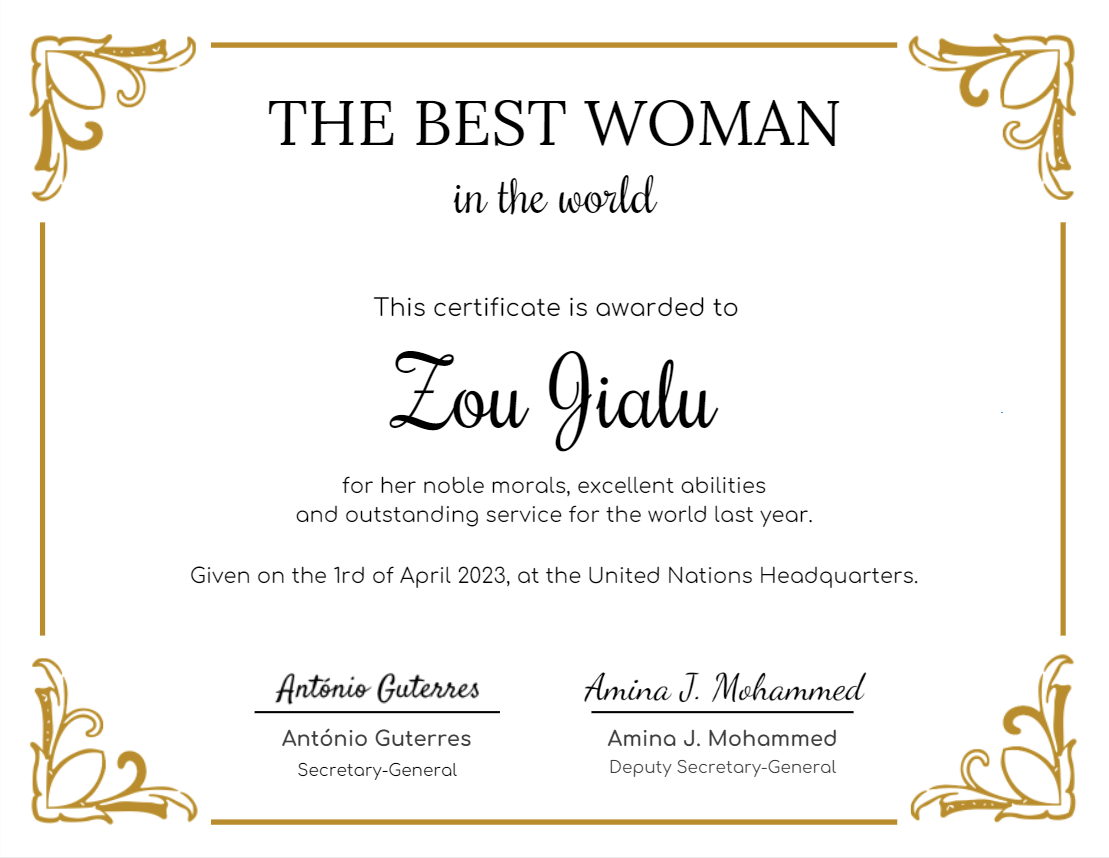 THE BEST WOMAN
in the world
This certificate is awarded to
Zou Jialu
for her noble morals, excellent abilities
and outstanding service for the world last year.
Given on the 1rd of April 2023, at the United Nations Headquarters.
António Guterres
Amina J. Mohammed
António Guterres
Amina J. Mohammed
Secretary-General
Deputy Secretary-General